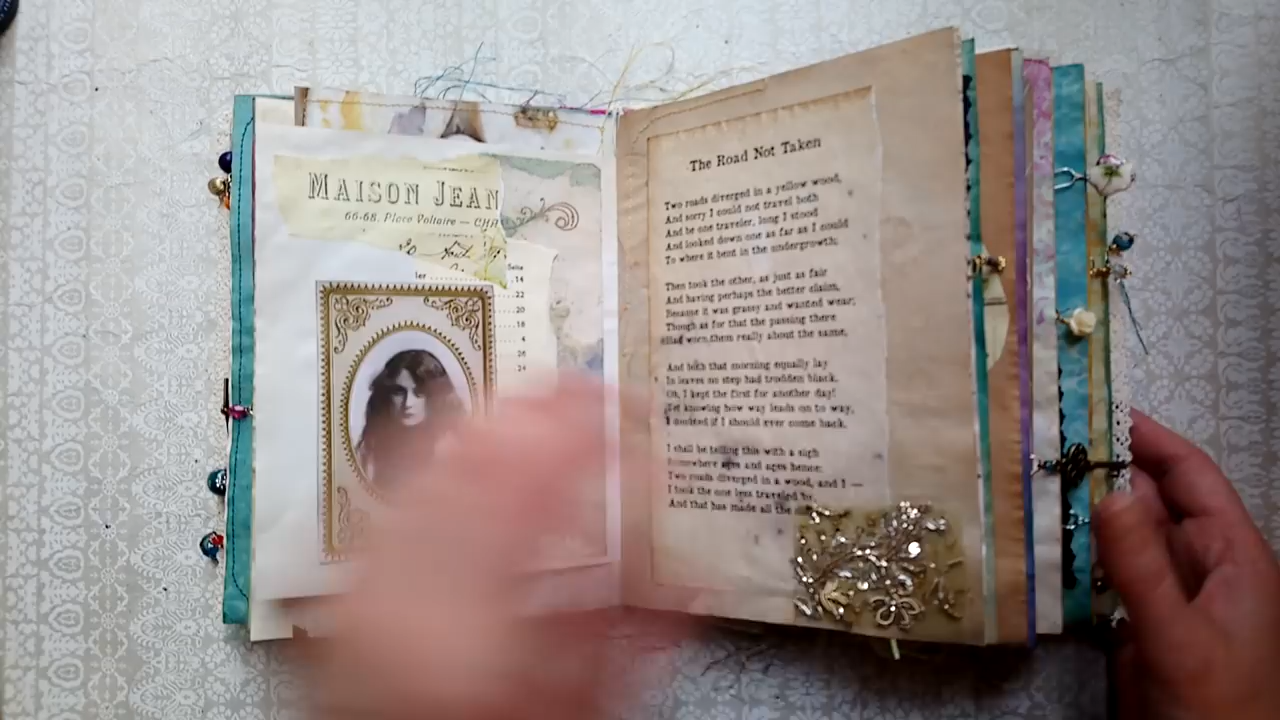 MAISON JEAN
66-68. Place Voltaire — CHA
Seite
ler . . . . . . . . 14
22
20
18
4
26
24
The Road Not Taken
Two roads diverged in a yellow wood,
And sorry I could not travel both
And be one traveler, long I stood
And looked down one as far as I could
To where it bent in the undergrowth;
Then took the other, as just as fair
And having perhaps the better claim,
Because it was grassy and wanted wear;
Though as for that the passing there
Had worn them really about the same,
And both that morning equally lay
In leaves no step had trodden black.
Oh, I kept the first for another day!
Yet knowing how way leads on to way,
I doubted if I should ever come back.
I shall be telling this with a sigh
Somewhere ages and ages hence:
Two roads diverged in a wood, and I —
I took the one less traveled by,
And that has made all the